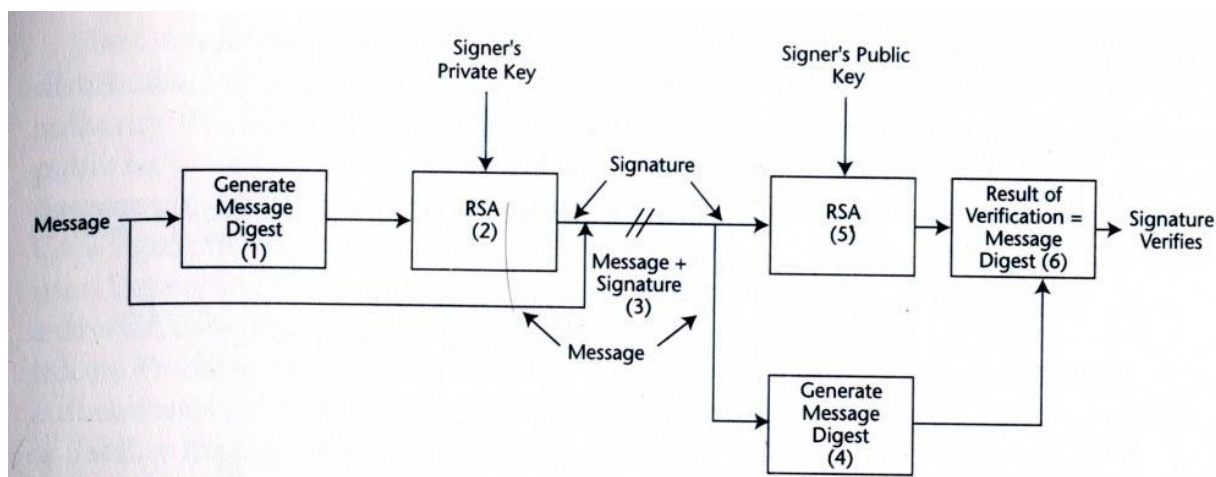 Signer's
Private Key
Signer's Public
Key
Message
Generate
Message
Digest
(1)
RSA
(2)
Signature
Message +
Signature
(3)
Message
RSA
(5)
Result of
Verification =
Message
Digest (6)
Signature
Verifies
Generate
Message
Digest
(4)